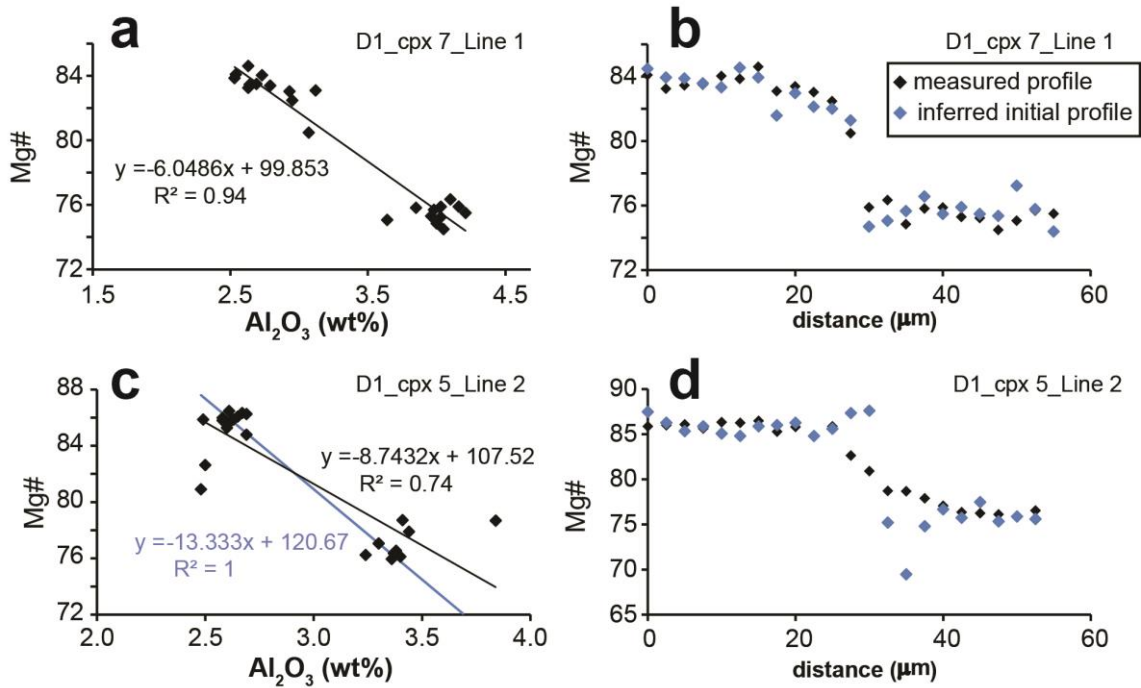 a
D1_cpx 7_Line 1
84
80
76
72
Mg#
y =-6.0486x + 99.853
R² = 0.94
1.5
2.5
3.5
4.5
Al₂O₃ (wt%)
b
D1_cpx 7_Line 1
measured profile
inferred initial profile
84
80
76
72
Mg#
0
20
40
60
distance (μm)
c
D1_cpx 5_Line 2
88
84
80
76
72
Mg#
y =-8.7432x + 107.52
R² = 0.74
y =-13.333x + 120.67
R² = 1
2.0
2.5
3.0
3.5
4.0
Al₂O₃ (wt%)
d
D1_cpx 5_Line 2
90
85
80
75
70
65
Mg#
0
20
40
60
distance (μm)